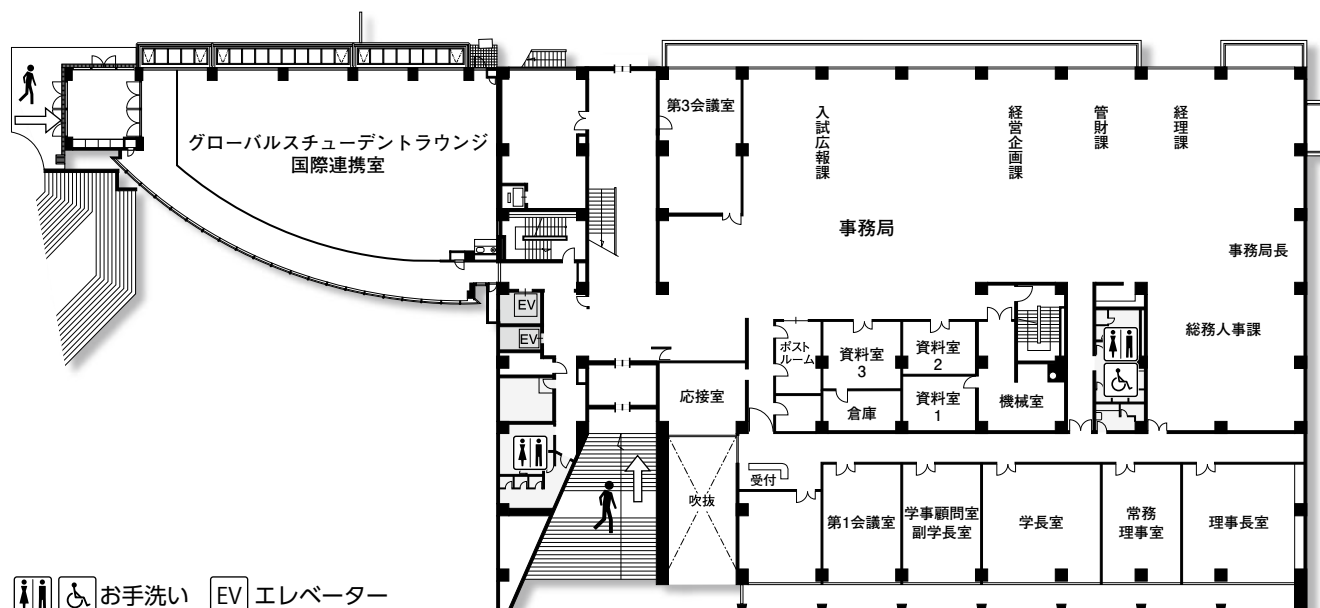 グローバルスチューデントラウンジ
国際連携室
第3会議室
入試広報課
経営企画課
管財課
経理課
事務局
事務局長
総務人事課
EV
EV
ポスト
ルーム
資料室
3
資料室
2
応接室
倉庫
資料室
1
機械室
受付
吹抜
第1会議室
学事顧問室
副学長室
学長室
常務
理事室
理事長室
お手洗い
EV エレベーター